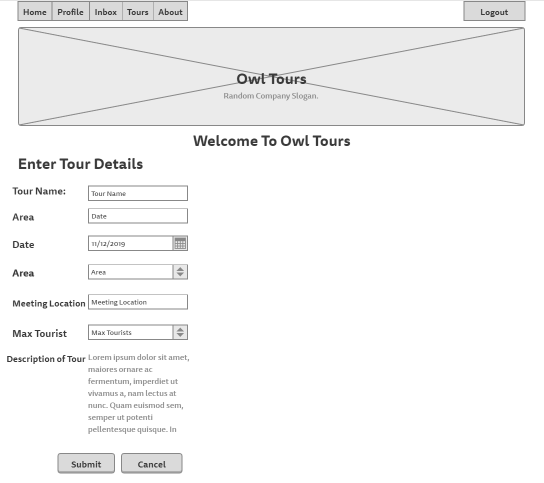 Home Profile Inbox Tours About Logout
Owl Tours
Random Company Slogan.
Welcome To Owl Tours
Enter Tour Details
Tour Name: Tour Name
Area Date
Date 11/12/2019
Area Area
Meeting Location Meeting Location
Max Tourist Max Tourists
Description of Tour Lorem ipsum dolor sit amet,
maiores ornare ac
fermentum, imperdiet ut
vivamus a, nam lectus at
nunc. Quam euismod sem,
semper ut potenti
pellentesque quisque. In
Submit Cancel